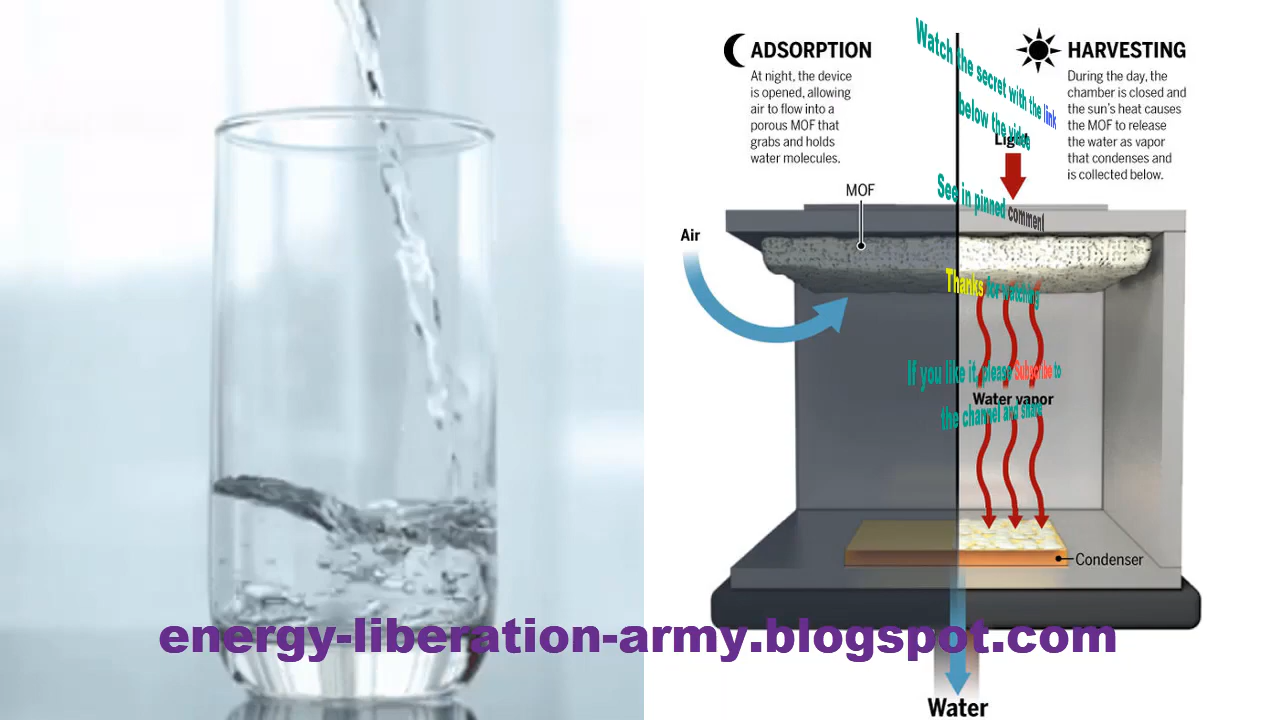 ADSORPTION
At night, the device
is opened, allowing
air to flow into a
porous MOF that
grabs and holds
water molecules.
HARVESTING
During the day, the
chamber is closed and
the sun's heat causes
the MOF to release
the water as vapor
that condenses and
is collected below.
Watch the secret with the link
below the video
Light
See in pinned comment
MOF
Air
Thanks for watching
If you like it, please Subscribe to
the channel and share
Water vapor
Condenser
energy-liberation-army.blogspot.com
Water